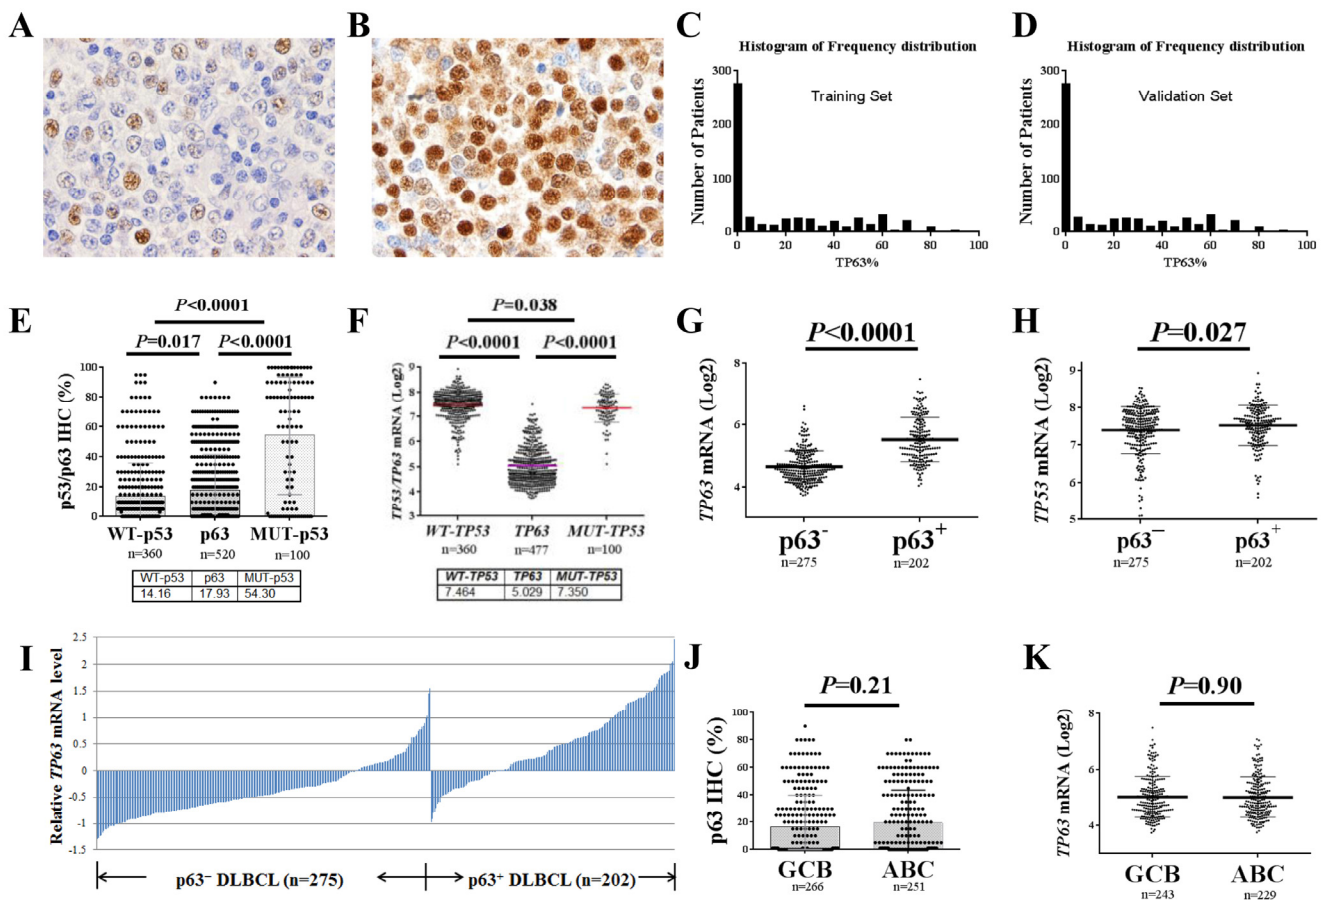 A
B
C
Histogram of Frequency distribution
Training Set
Number of Patients
300
200
100
0
0 20 40 60 80 100
TP63%
D
Histogram of Frequency distribution
Validation Set
Number of Patients
300
200
100
0
0 20 40 60 80 100
TP63%
E
P<0.0001
P=0.017 P<0.0001
p53/p63 IHC (%)
100
80
60
40
20
0
WT-p53 p63 MUT-p53
n=360 n=520 n=100
WT-p53 p63 MUT-p53
14.16 17.93 54.30
F
P=0.038
P<0.0001 P<0.0001
TP53/TP63 mRNA (Log2)
9
8
7
6
5
4
3
WT-TP53 TP63 MUT-TP53
n=360 n=477 n=100
WT-TP53 TP63 MUT-TP53
7.464 5.029 7.350
G
P<0.0001
TP63 mRNA (Log2)
8
6
4
p63⁻ p63⁺
n=275 n=202
H
P=0.027
TP53 mRNA (Log2)
9
8
7
6
5
p63⁻ p63⁺
n=275 n=202
I
Relative TP63 mRNA level
2.5
2
1.5
1
0.5
0
-0.5
-1
-1.5
p63⁻ DLBCL (n=275) p63⁺ DLBCL (n=202)
J
P=0.21
p63 IHC (%)
100
80
60
40
20
0
GCB ABC
n=266 n=251
K
P=0.90
TP63 mRNA (Log2)
8
6
4
GCB ABC
n=243 n=229